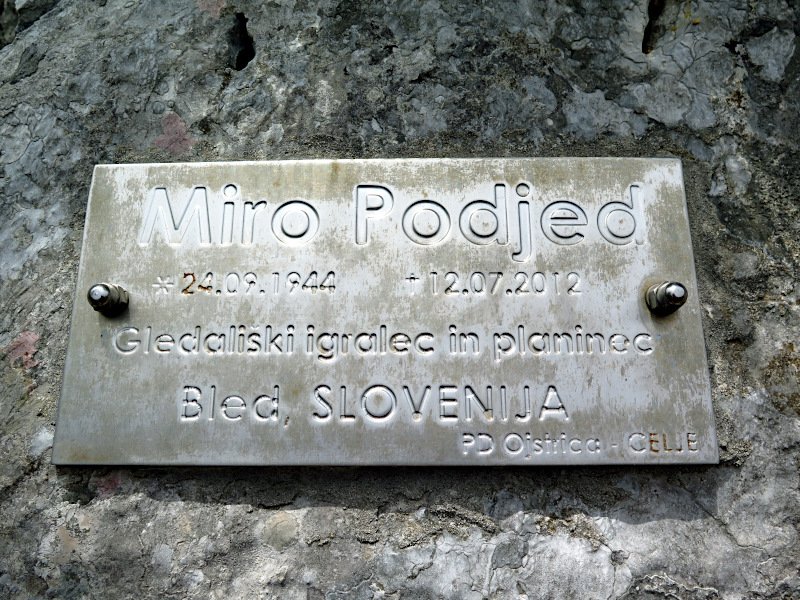 Miro Podjed
*24.09.1944 †12.07.2012
Gledališki igralec in planinec
Bled, SLOVENIJA
PD Ojstrica - CELJE